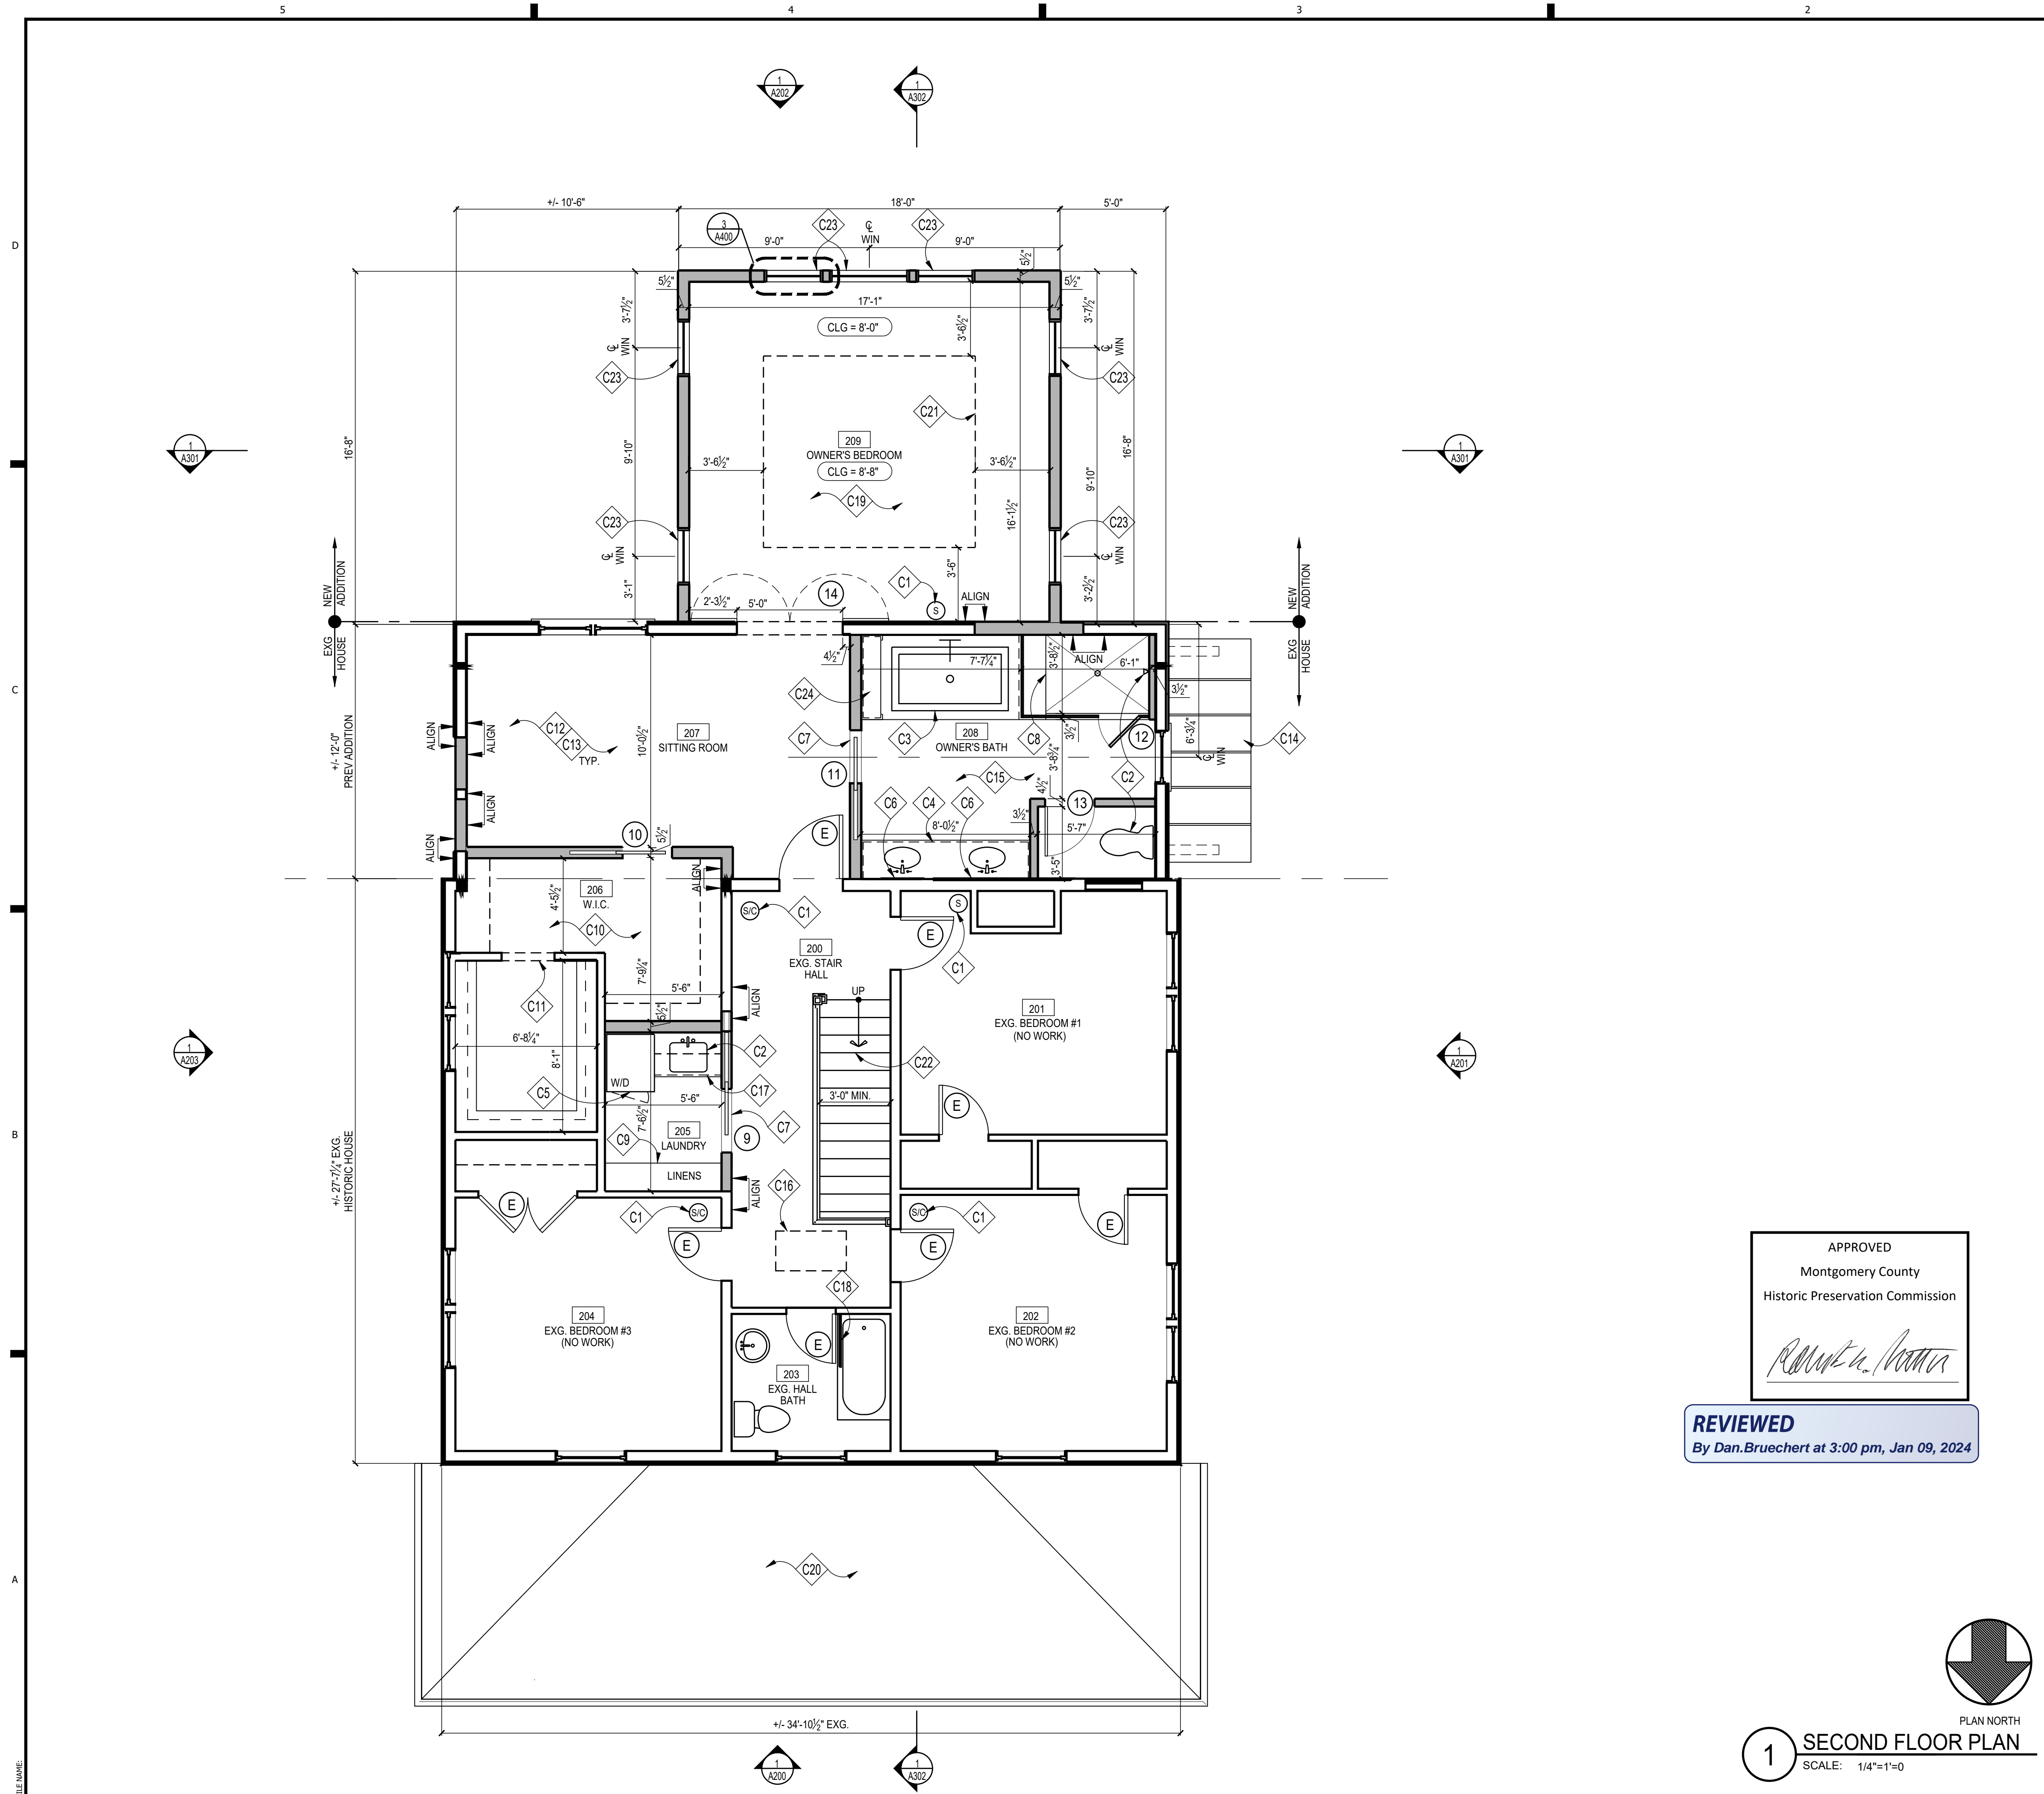 5
4
3
2
D
C
B
A
1
A202
1
A302
+/- 10'-6"
18'-0"
5'-0"
3
A400
C23
℄
WIN
C23
9'-0"
9'-0"
5½"
5½"
5½"
17'-1"
3'-7½"
3'-7½"
CLG = 8'-0"
3'-6½"
℄
WIN
℄
WIN
C23
C23
C21
16'-8"
9'-10"
209
OWNER'S BEDROOM
CLG = 8'-8"
3'-6½"
3'-6½"
16'-8"
9'-10"
1
A301
1
A301
C19
16'-1½"
C23
C23
℄
WIN
℄
WIN
3'-1"
3'-6"
3'-2½"
C1
S
ALIGN
14
2'-3½"
5'-0"
NEW
ADDITION
EXG
HOUSE
NEW
ADDITION
EXG
HOUSE
4½"
7'-7¼"
3'-8½"
ALIGN
6'-1"
3½"
C24
+/- 12'-0"
PREV ADDITION
ALIGN
ALIGN
C12
C13
TYP.
10'-0½"
207
SITTING ROOM
C7
C3
208
OWNER'S BATH
C8
3½"
12
6'-3¼"
℄
WIN
C14
11
C15
3'-8¾"
C2
ALIGN
ALIGN
C6
C4
C6
4½"
13
10
5½"
E
8'-0½"
3½"
5'-7"
3'-5"
ALIGN
206
W.I.C.
4'-5½"
C10
S/C
C1
S
E
200
EXG. STAIR
HALL
C1
C11
7'-9¼"
5'-6"
ALIGN
UP
201
EXG. BEDROOM #1
(NO WORK)
5½"
1
A203
6'-8¼"
8'-1"
C2
C22
1
A201
W/D
C5
C17
5'-6"
3'-0" MIN.
E
7'-6½"
205
LAUNDRY
C9
C7
9
LINENS
+/- 27'-7¼" EXG.
HISTORIC HOUSE
C16
ALIGN
E
C1
S/C
S/C
C1
E
E
E
C18
204
EXG. BEDROOM #3
(NO WORK)
202
EXG. BEDROOM #2
(NO WORK)
E
203
EXG. HALL
BATH
APPROVED
Montgomery County
Historic Preservation Commission
REVIEWED
By Dan.Bruechert at 3:00 pm, Jan 09, 2024
C20
+/- 34'-10½" EXG.
1
A200
1
A302
PLAN NORTH
1
SECOND FLOOR PLAN
SCALE: 1/4"=1'=0